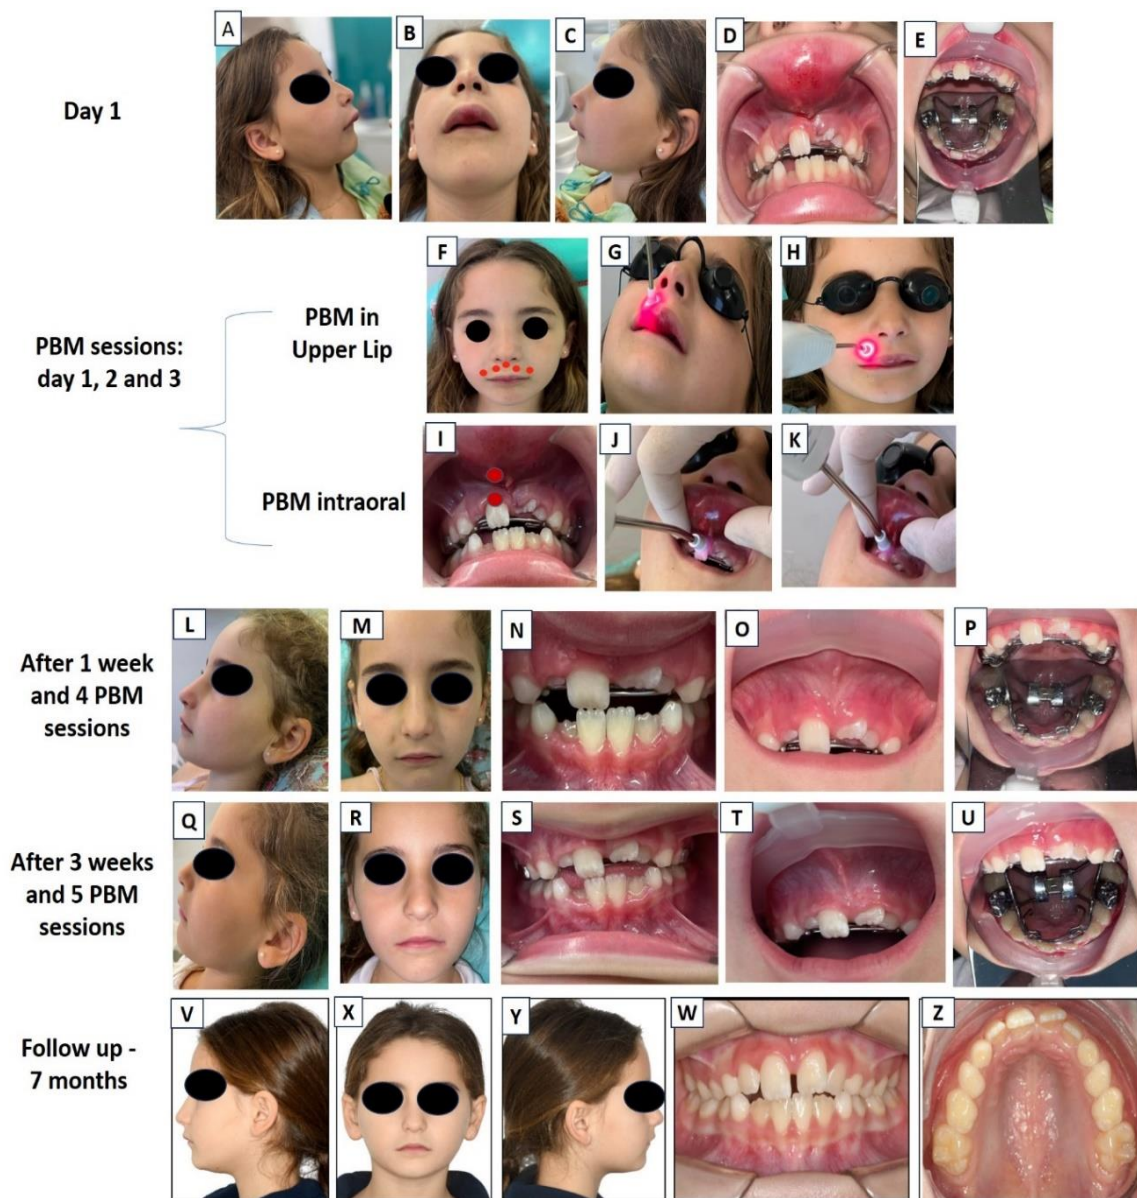 A B C D E
Day 1
F G H
PBM in
Upper Lip
PBM sessions:
day 1, 2 and 3
I J K
PBM intraoral
L M N O P
After 1 week
and 4 PBM
sessions
Q R S T U
After 3 weeks
and 5 PBM
sessions
V X Y W Z
Follow up -
7 months